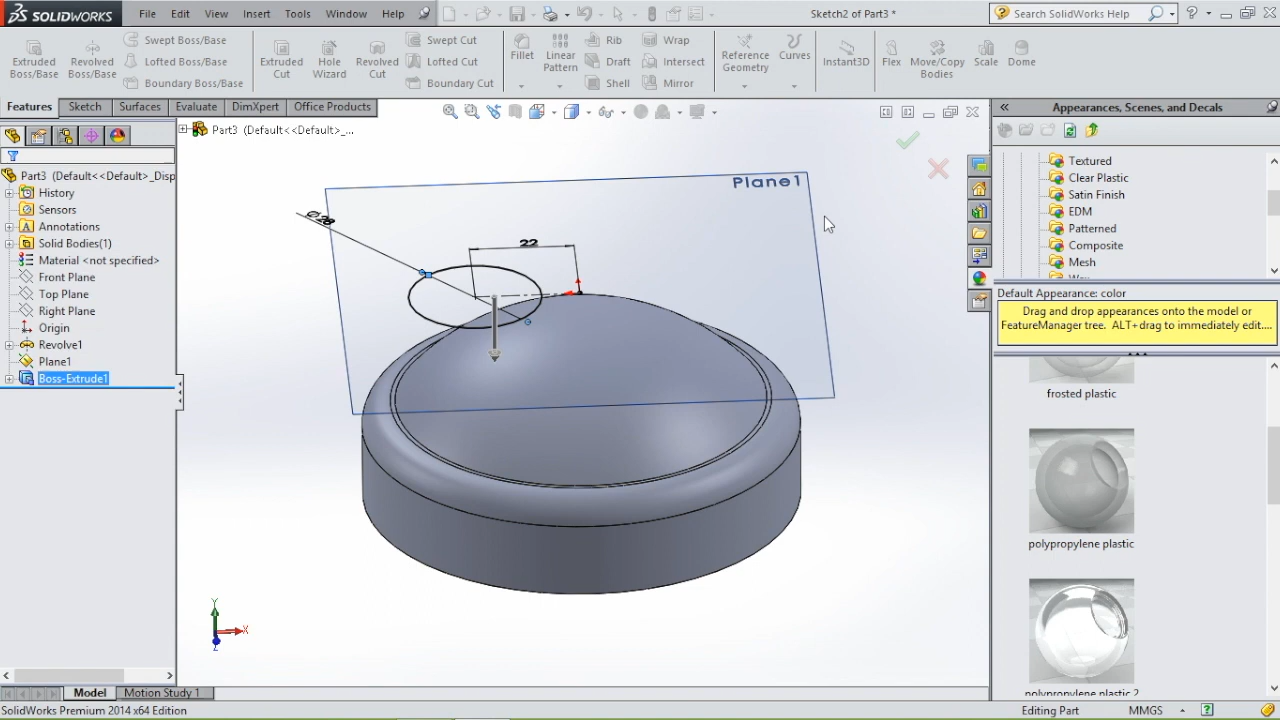 SOLIDWORKS File Edit View Insert Tools Window Help Sketch2 of Part3 * Search SolidWorks Help
Extruded Boss/Base
Revolved Boss/Base
Swept Boss/Base
Lofted Boss/Base
Boundary Boss/Base
Extruded Cut
Hole Wizard
Revolved Cut
Swept Cut
Lofted Cut
Boundary Cut
Fillet
Linear Pattern
Rib
Draft
Shell
Wrap
Intersect
Mirror
Reference Geometry
Curves
Instant3D
Flex
Move/Copy Bodies
Scale
Dome
Features Sketch Surfaces Evaluate DimXpert Office Products
Part3 (Default<<Default>_...
Part3 (Default<<Default>_Disp
History
Sensors
Annotations
Solid Bodies(1)
Material <not specified>
Front Plane
Top Plane
Right Plane
Origin
Revolve1
Plane1
Boss-Extrude1
Plane1
Ø28
22
Y
X
Z
Appearances, Scenes, and Decals
Textured
Clear Plastic
Satin Finish
EDM
Patterned
Composite
Mesh
Default Appearance: color
Drag and drop appearances onto the model or
FeatureManager tree. ALT+drag to immediately edit....
frosted plastic
polypropylene plastic
polypropylene plastic 2
Model Motion Study 1
SolidWorks Premium 2014 x64 Edition Editing Part MMGS